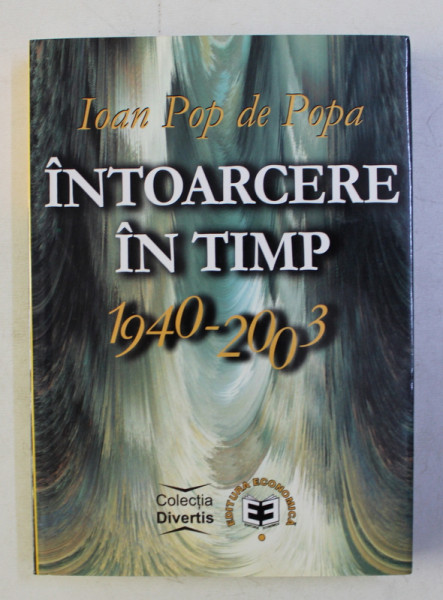 Ioan Pop de Popa
ÎNTOARCERE
ÎN TIMP
1940-2003
Colecția
Divertis
EDITURA ECONOMICĂ